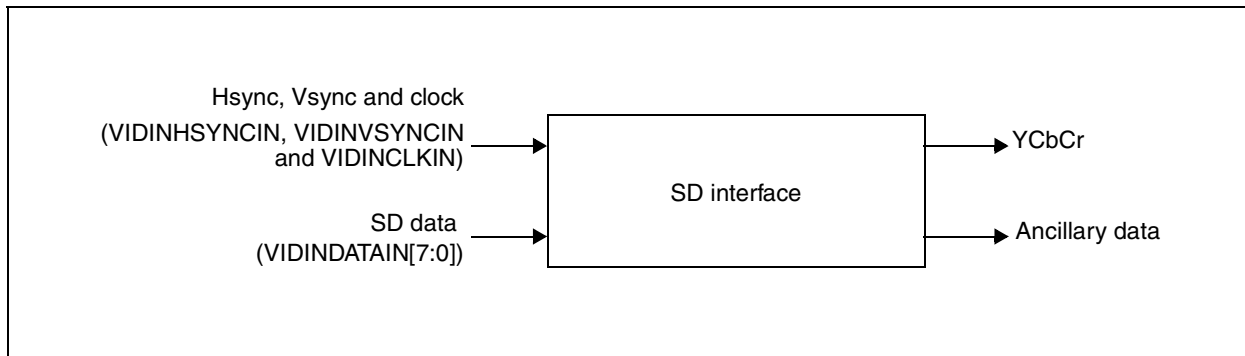 Hsync, Vsync and clock
(VIDINHSYNCIN, VIDINVSYNCIN
and VIDINCLKIN)
SD data
(VIDINDATAIN[7:0])
SD interface
YCbCr
Ancillary data